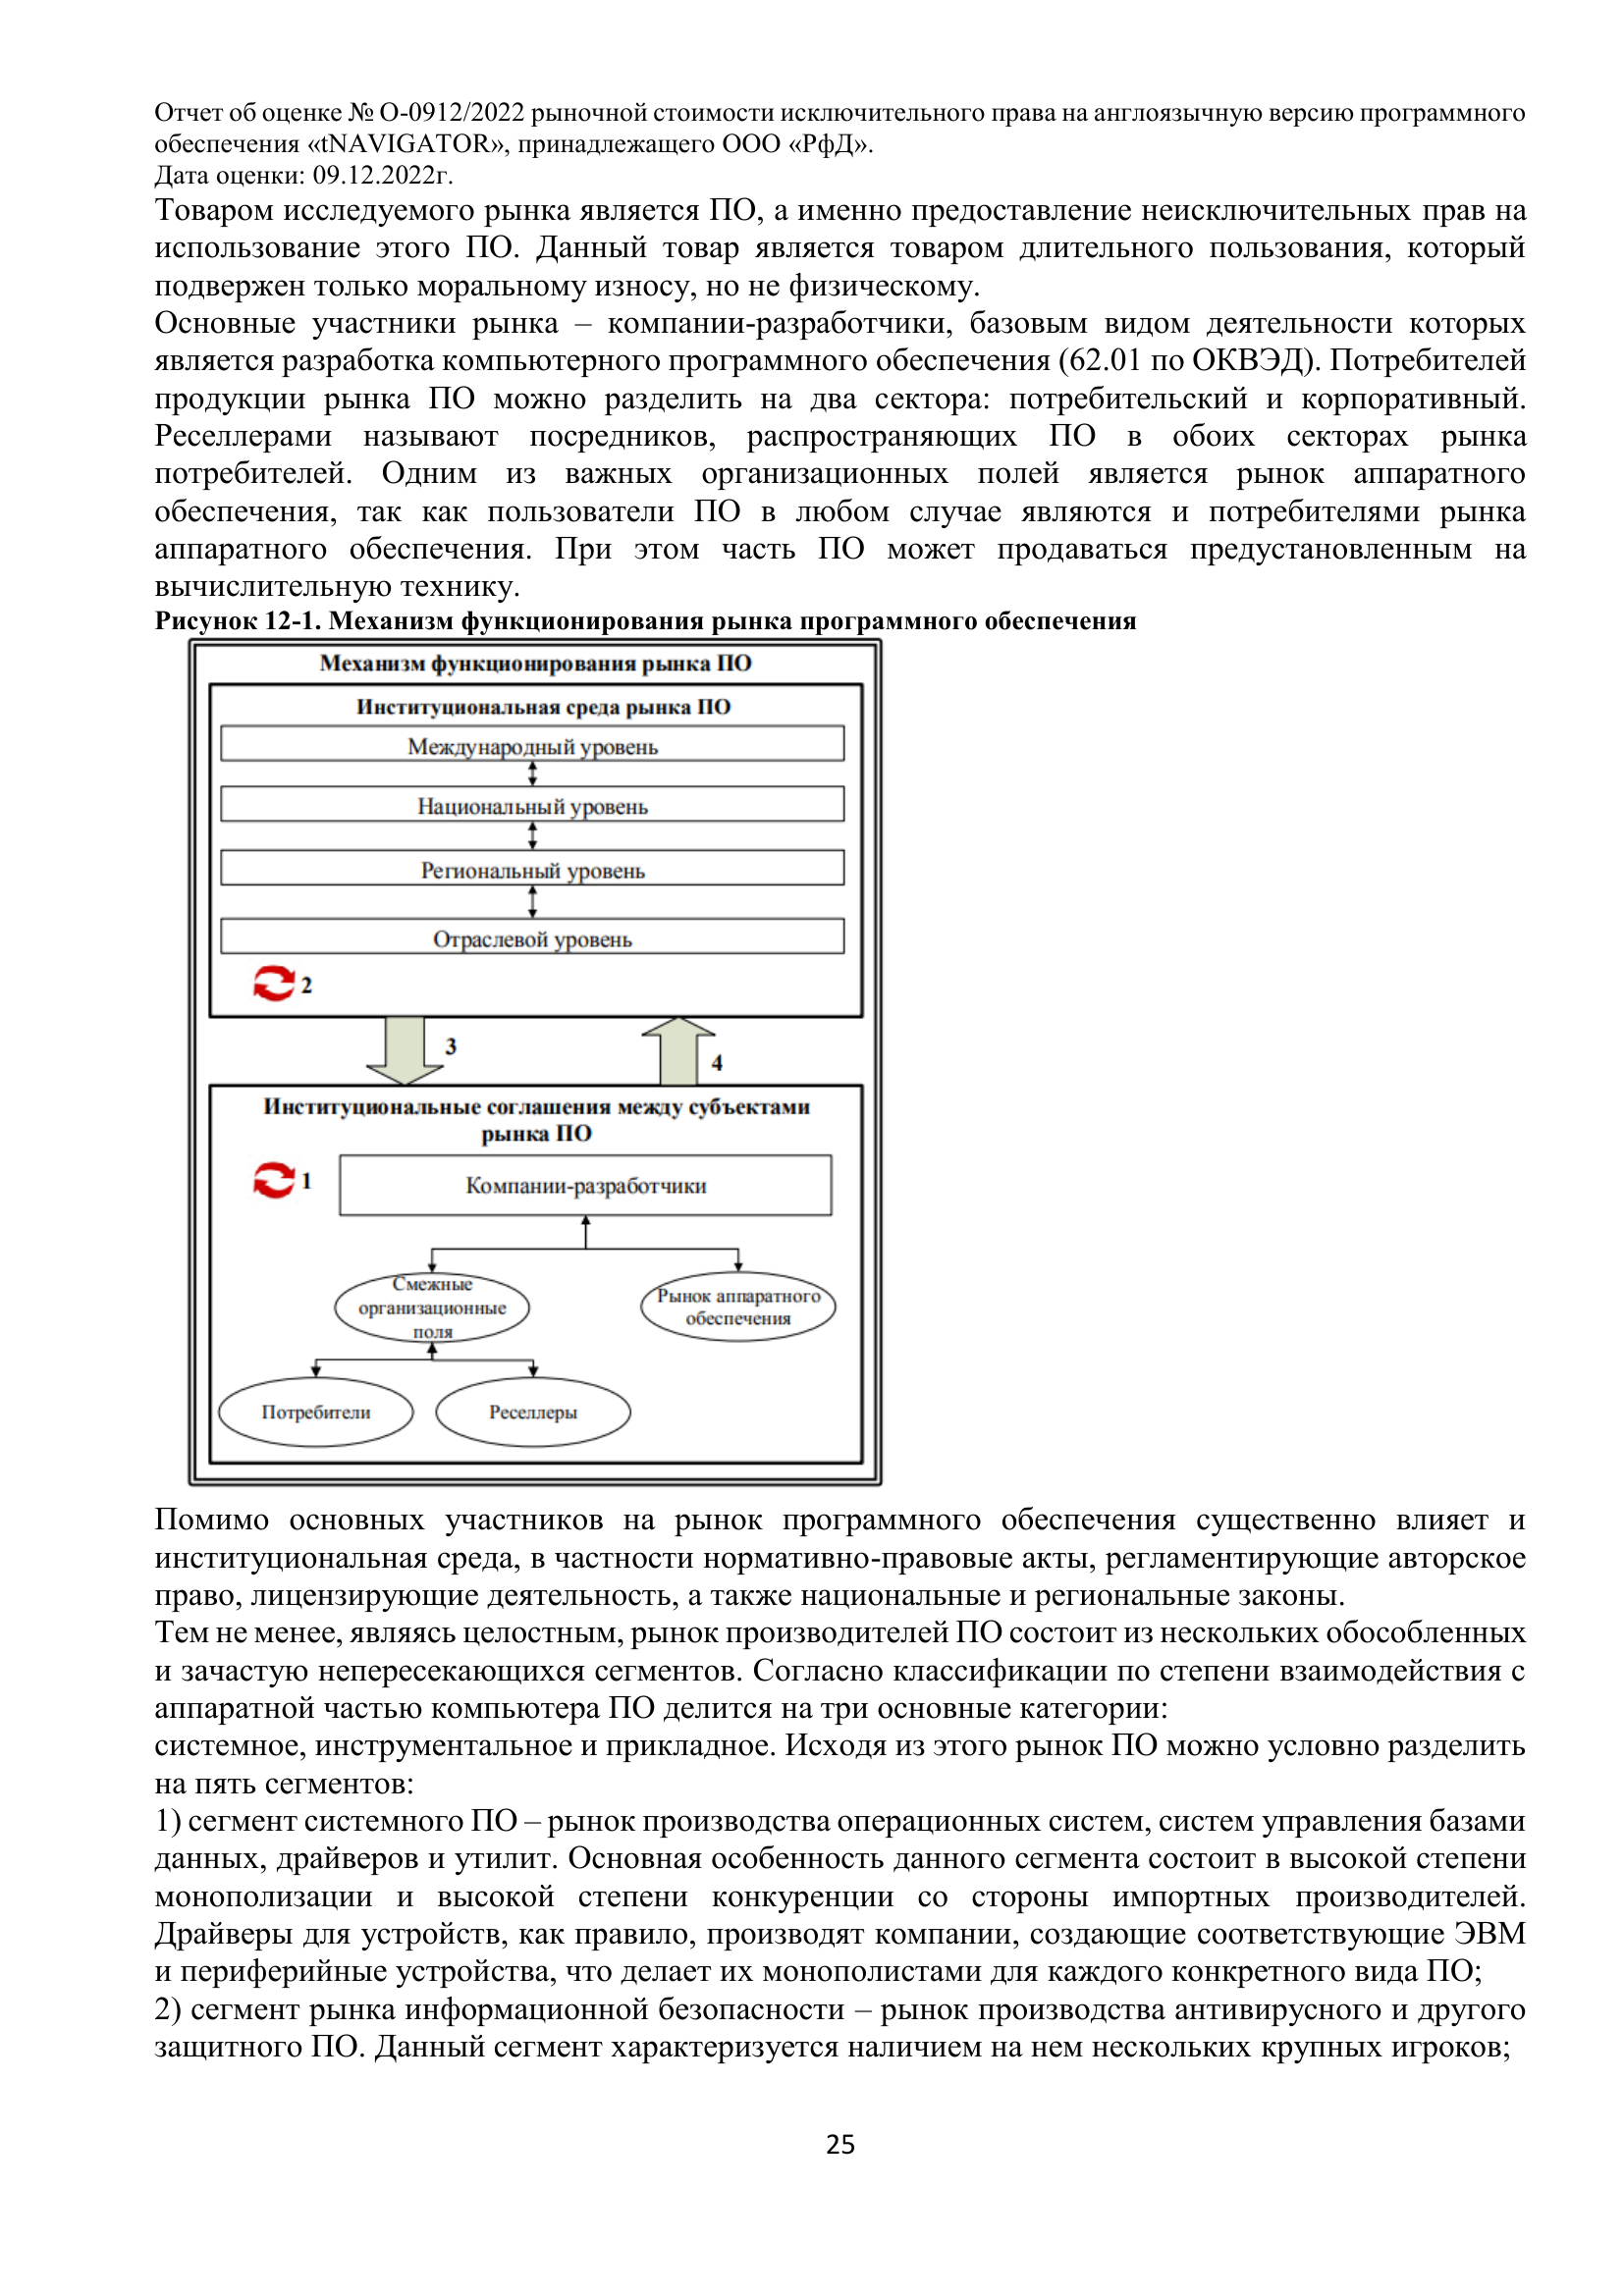 Отчет об оценке № О-0912/2022 рыночной стоимости исключительного права на англоязычную версию программного
обеспечения «tNAVIGATOR», принадлежащего ООО «РфД».
Дата оценки: 09.12.2022г.
Товаром исследуемого рынка является ПО, а именно предоставление неисключительных прав на
использование этого ПО. Данный товар является товаром длительного пользования, который
подвержен только моральному износу, но не физическому.
Основные участники рынка – компании-разработчики, базовым видом деятельности которых
является разработка компьютерного программного обеспечения (62.01 по ОКВЭД). Потребителей
продукции рынка ПО можно разделить на два сектора: потребительский и корпоративный.
Реселлерами называют посредников, распространяющих ПО в обоих секторах рынка
потребителей. Одним из важных организационных полей является рынок аппаратного
обеспечения, так как пользователи ПО в любом случае являются и потребителями рынка
аппаратного обеспечения. При этом часть ПО может продаваться предустановленным на
вычислительную технику.
Рисунок 12-1. Механизм функционирования рынка программного обеспечения
Механизм функционирования рынка ПО
Институциональная среда рынка ПО
Международный уровень
Национальный уровень
Региональный уровень
Отраслевой уровень
2
3
4
Институциональные соглашения между субъектами
рынка ПО
1
Компании-разработчики
Смежные
организационные
поля
Рынок аппаратного
обеспечения
Потребители
Реселлеры
Помимо основных участников на рынок программного обеспечения существенно влияет и
институциональная среда, в частности нормативно-правовые акты, регламентирующие авторское
право, лицензирующие деятельность, а также национальные и региональные законы.
Тем не менее, являясь целостным, рынок производителей ПО состоит из нескольких обособленных
и зачастую непересекающихся сегментов. Согласно классификации по степени взаимодействия с
аппаратной частью компьютера ПО делится на три основные категории:
системное, инструментальное и прикладное. Исходя из этого рынок ПО можно условно разделить
на пять сегментов:
1) сегмент системного ПО – рынок производства операционных систем, систем управления базами
данных, драйверов и утилит. Основная особенность данного сегмента состоит в высокой степени
монополизации и высокой степени конкуренции со стороны импортных производителей.
Драйверы для устройств, как правило, производят компании, создающие соответствующие ЭВМ
и периферийные устройства, что делает их монополистами для каждого конкретного вида ПО;
2) сегмент рынка информационной безопасности – рынок производства антивирусного и другого
защитного ПО. Данный сегмент характеризуется наличием на нем нескольких крупных игроков;
25